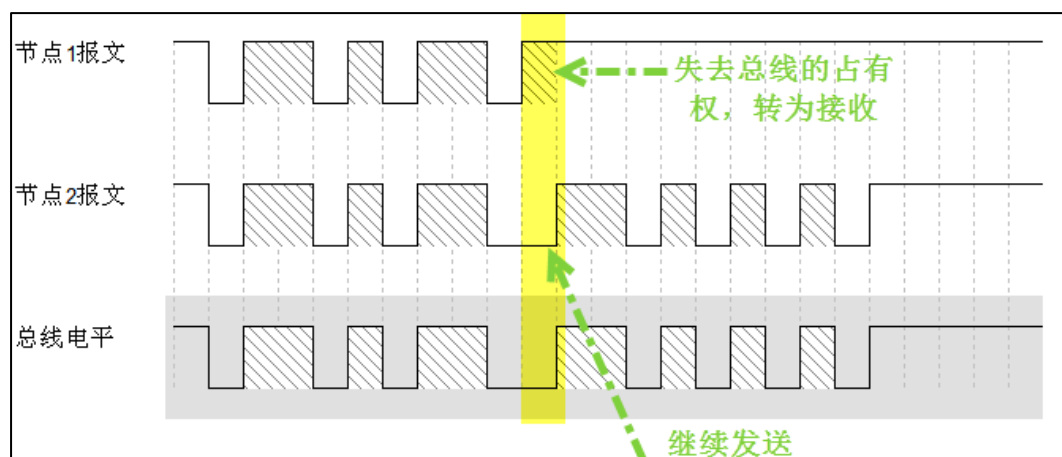 节点1报文
失去总线的占有
权，转为接收
节点2报文
总线电平
继续发送